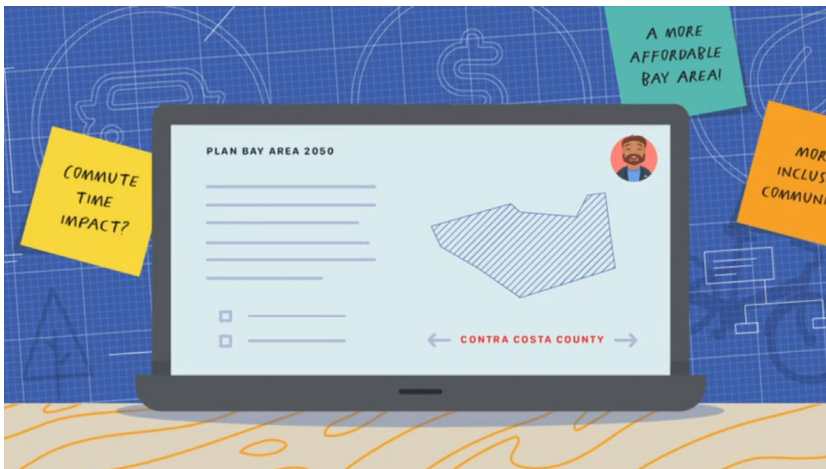 A MORE
AFFORDABLE
BAY AREA!
PLAN BAY AREA 2050
COMMUTE
TIME
IMPACT?
CONTRA COSTA COUNTY